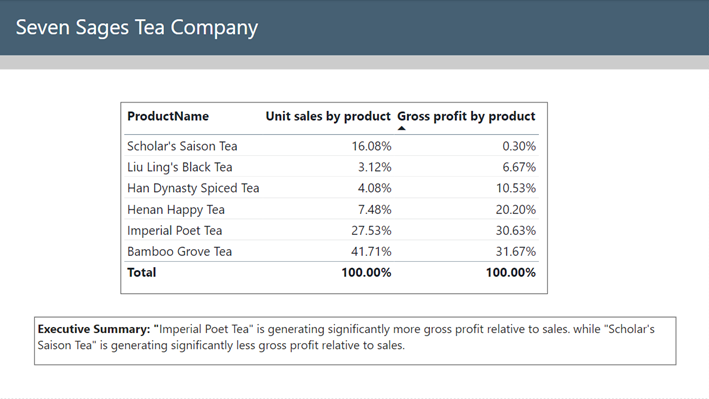 Seven Sages Tea Company
ProductName Unit sales by product Gross profit by product
Scholar's Saison Tea 16.08% 0.30%
Liu Ling's Black Tea 3.12% 6.67%
Han Dynasty Spiced Tea 4.08% 10.53%
Henan Happy Tea 7.48% 20.20%
Imperial Poet Tea 27.53% 30.63%
Bamboo Grove Tea 41.71% 31.67%
Total 100.00% 100.00%
Executive Summary: "Imperial Poet Tea" is generating significantly more gross profit relative to sales. while "Scholar's
Saison Tea" is generating significantly less gross profit relative to sales.